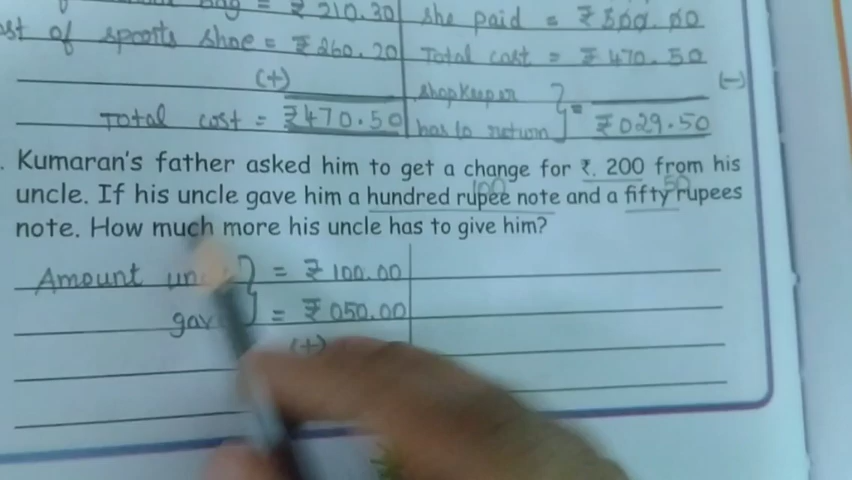 = ₹ 210.30 she paid = ₹ 500.00
of sports shoe = ₹ 260.20 Total cost = ₹ 470.50
(+) shopkeeper (-)
Total cost = ₹470.50 has to return } = ₹029.50
Kumaran's father asked him to get a change for ₹. 200 from his
100 50
uncle. If his uncle gave him a hundred rupee note and a fifty rupees
note. How much more his uncle has to give him?
Amount } = ₹ 100.00
= ₹ 050.00
(+)